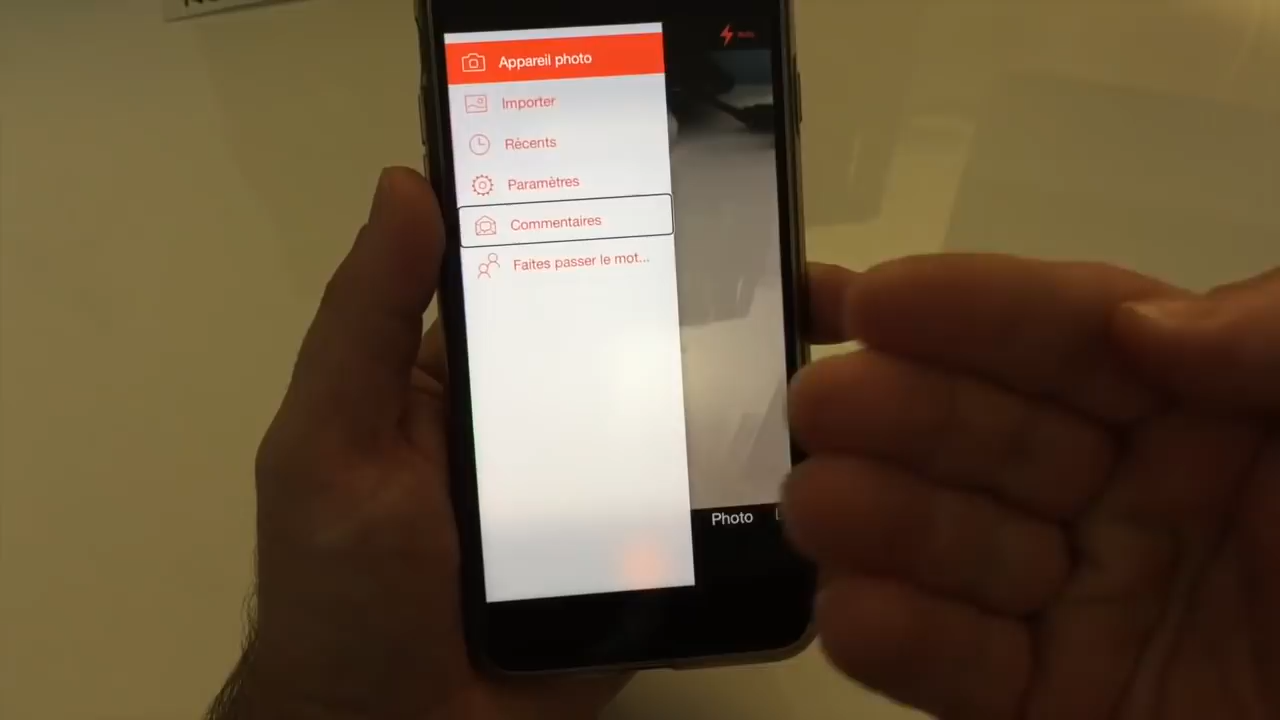 Appareil photo
Importer
Récents
Paramètres
Commentaires
Faites passer le mot...
Photo